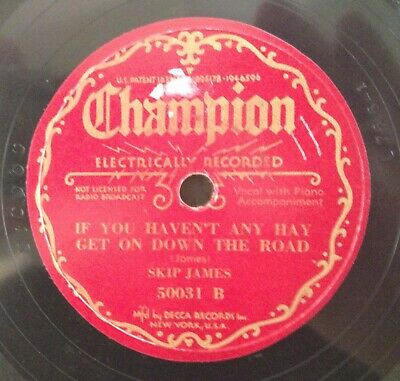 Champion
ELECTRICALLY RECORDED
NOT LICENSED FOR
RADIO BROADCAST
Vocal with Piano
Accompaniment
IF YOU HAVEN'T ANY HAY
GET ON DOWN THE ROAD
(James)
SKIP JAMES
50031 B
Mf'd by DECCA RECORDS Inc.
NEW YORK, U.S.A.